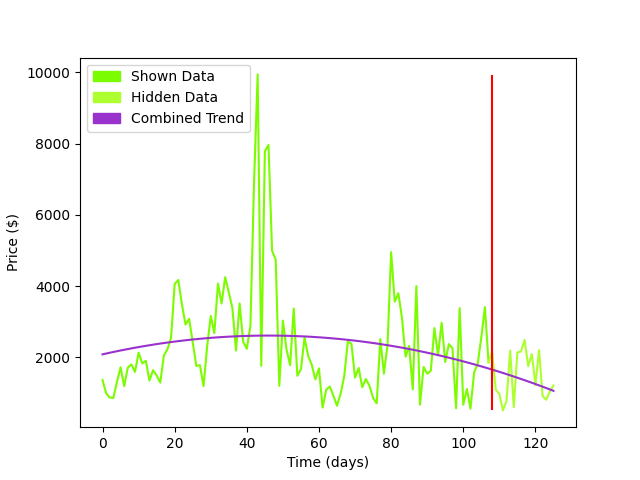 Shown Data
Hidden Data
Combined Trend
10000
8000
6000
4000
2000
Price ($)
0 20 40 60 80 100 120
Time (days)